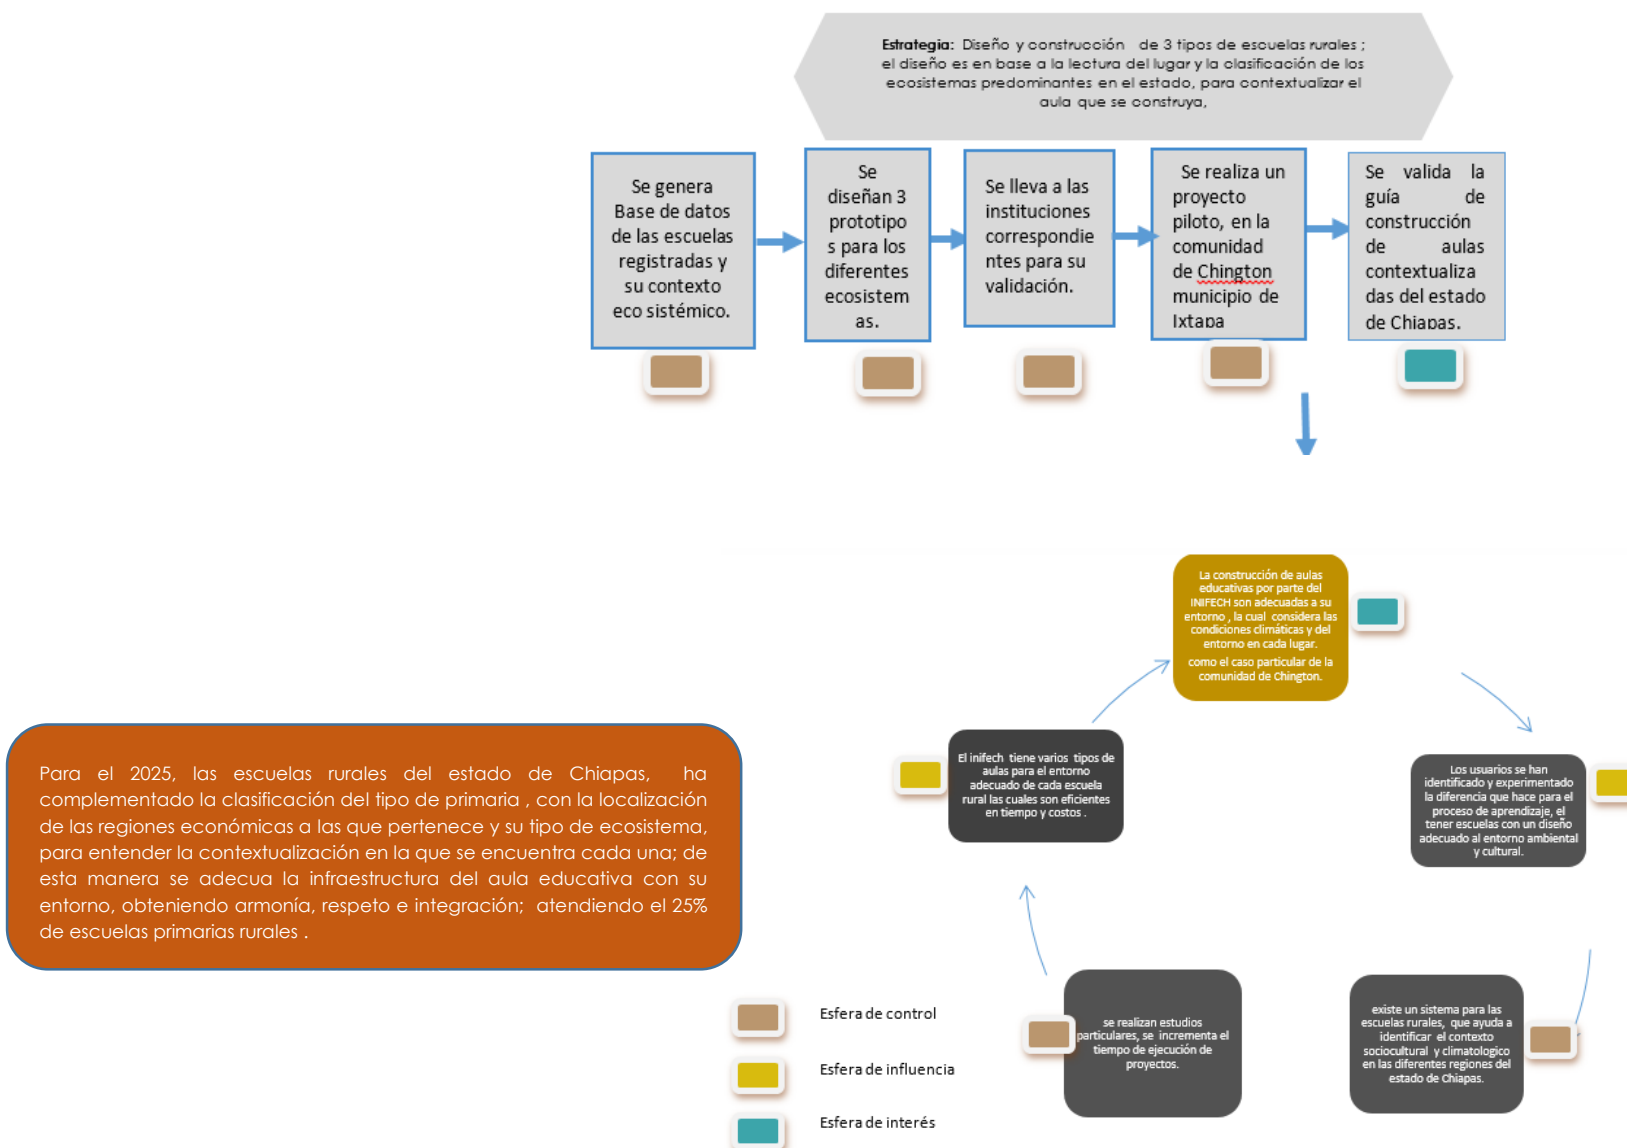 Estrategia: Diseño y construcción de 3 tipos de escuelas rurales ;
el diseño es en base a la lectura del lugar y la clasificación de los
ecosistemas predominantes en el estado, para contextualizar el
aula que se construya,
Se genera
Base de datos
de las escuelas
registradas y
su contexto
eco sistémico.
Se
diseñan 3
prototipo
s para los
diferentes
ecosistem
as.
Se lleva a las
instituciones
correspondie
ntes para su
validación.
Se realiza un
proyecto
piloto, en la
comunidad
de Chington
municipio de
Ixtapa
Se valida la
guía de
construcción
de aulas
contextualiza
das del estado
de Chiapas.
La construcción de aulas
educativas por parte del
INIFECH son adecuadas a su
entorno , la cual considera las
condiciones climáticas y del
entorno en cada lugar.
como el caso particular de la
comunidad de Chington.
El inifech tiene varios tipos de
aulas para el entorno
adecuado de cada escuela
rural las cuales son eficientes
en tiempo y costos .
Los usuarios se han
identificado y experimentado
la diferencia que hace para el
proceso de aprendizaje, el
tener escuelas con un diseño
adecuado al entorno ambiental
y cultural.
Para el 2025, las escuelas rurales del estado de Chiapas, ha
complementado la clasificación del tipo de primaria , con la localización
de las regiones económicas a las que pertenece y su tipo de ecosistema,
para entender la contextualización en la que se encuentra cada una; de
esta manera se adecua la infraestructura del aula educativa con su
entorno, obteniendo armonía, respeto e integración; atendiendo el 25%
de escuelas primarias rurales .
se realizan estudios
particulares, se incrementa el
tiempo de ejecución de
proyectos.
existe un sistema para las
escuelas rurales, que ayuda a
identificar el contexto
sociocultural y climatologico
en las diferentes regiones del
estado de Chiapas.
Esfera de control
Esfera de influencia
Esfera de interés